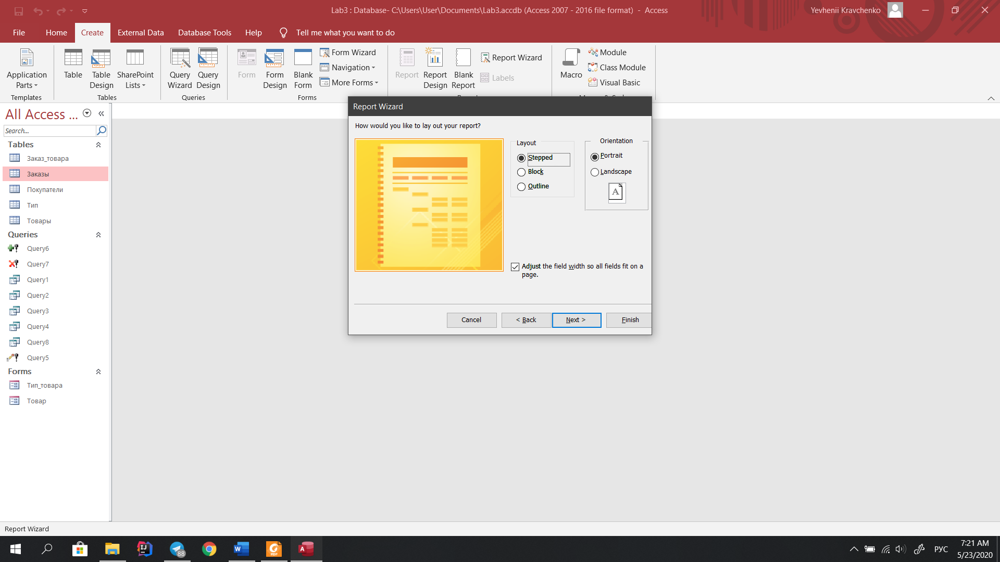 Lab3 : Database- C:\Users\User\Documents\Lab3.accdb (Access 2007 - 2016 file format)  -  Access
Yevhenii Kravchenko
File
Home
Create
External Data
Database Tools
Help
Tell me what you want to do
Application Parts
Templates
Table
Table Design
SharePoint Lists
Tables
Query Wizard
Query Design
Queries
Form
Form Design
Blank Form
Form Wizard
Navigation
More Forms
Forms
Report
Report Design
Blank Report
Report Wizard
Labels
Macro
Module
Class Module
Visual Basic
All Access ...
Search...
Tables
Заказ_товара
Заказы
Покупатели
Тип
Товары
Queries
Query6
Query7
Query1
Query2
Query3
Query4
Query8
Query5
Forms
Тип_товара
Товар
Report Wizard
How would you like to lay out your report?
Layout
Stepped
Block
Outline
Orientation
Portrait
Landscape
A
Adjust the field width so all fields fit on a
page.
Cancel
< Back
Next >
Finish
Report Wizard
88
РУС
7:21 AM
5/23/2020